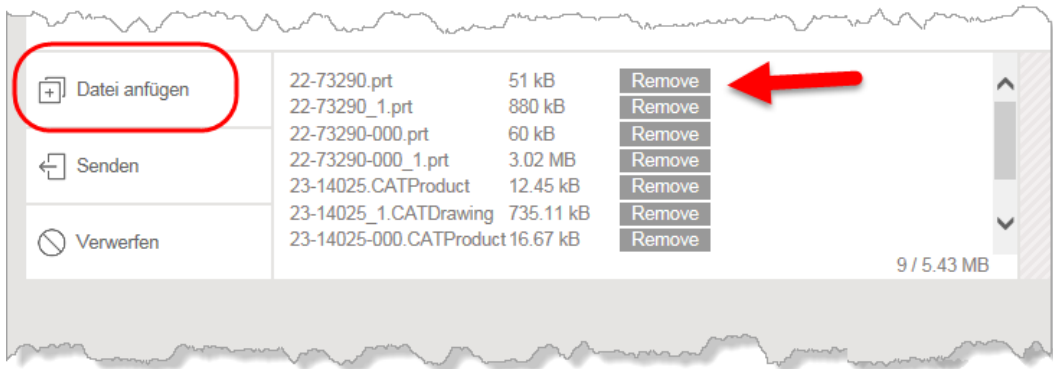 Datei anfügen
Senden
Verwerfen
22-73290.prt 51 kB Remove
22-73290_1.prt 880 kB Remove
22-73290-000.prt 60 kB Remove
22-73290-000_1.prt 3.02 MB Remove
23-14025.CATProduct 12.45 kB Remove
23-14025_1.CATDrawing 735.11 kB Remove
23-14025-000.CATProduct 16.67 kB Remove
9 / 5.43 MB